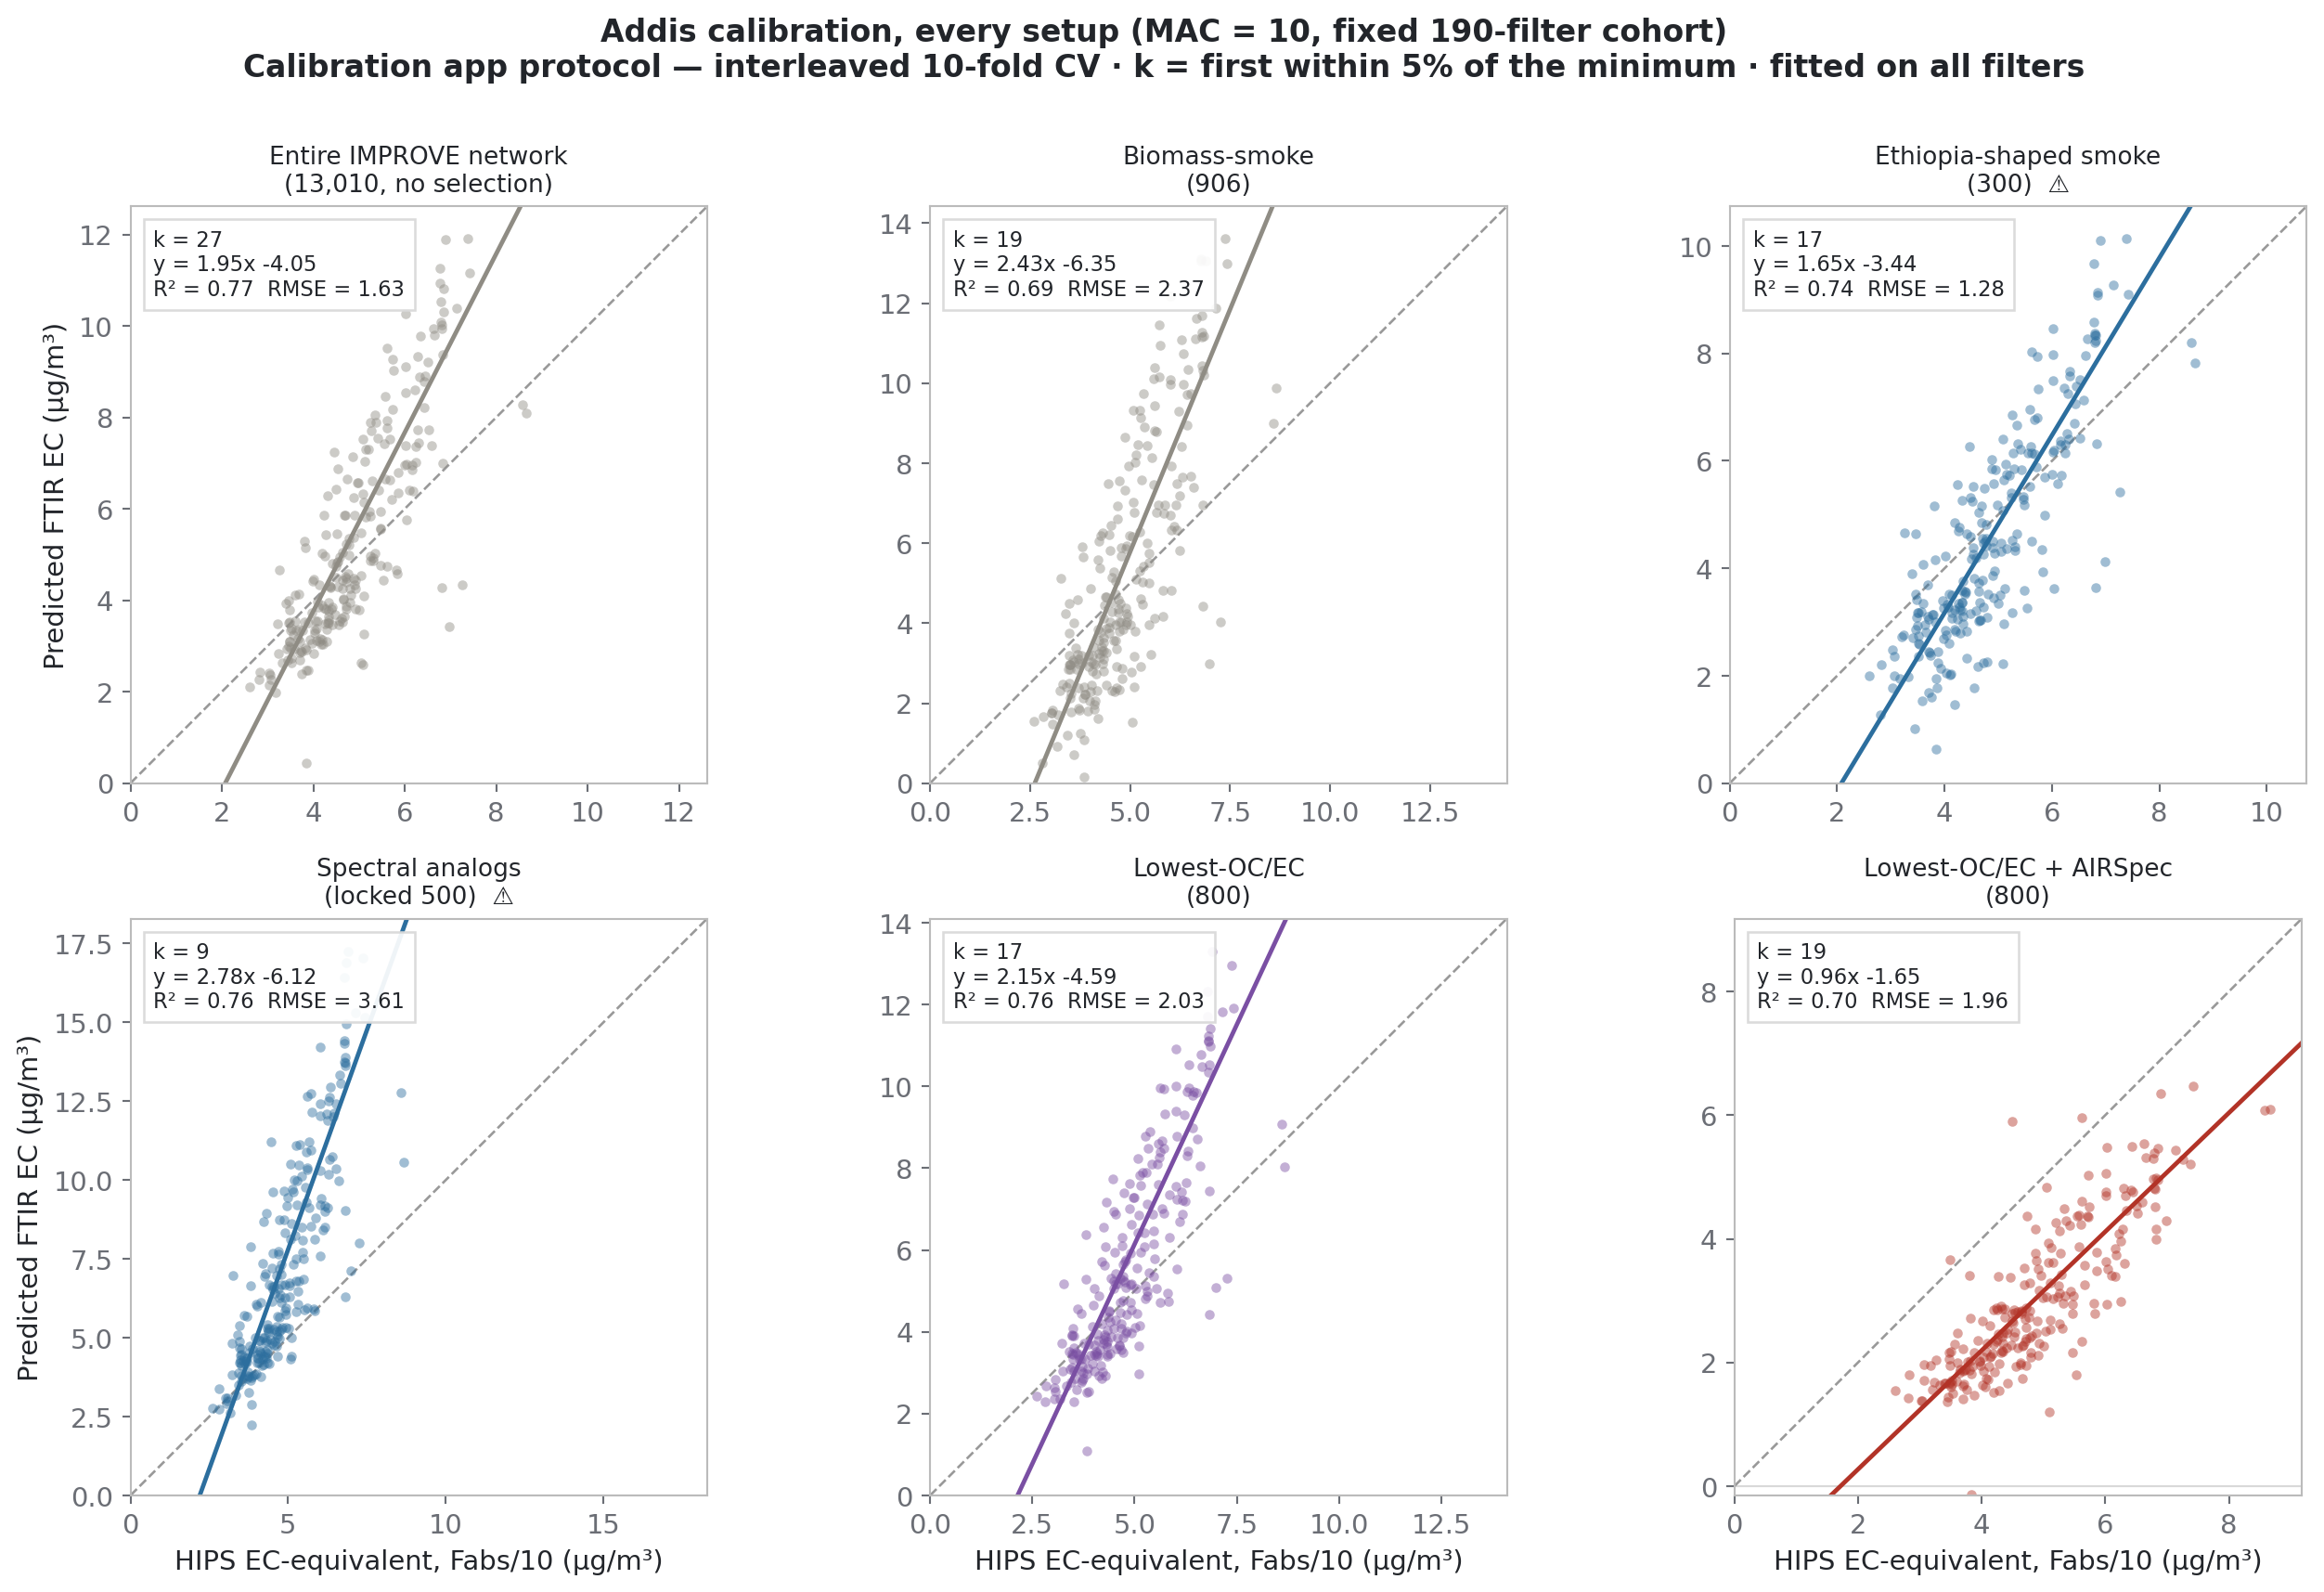 Addis calibration, every setup (MAC = 10, fixed 190-filter cohort)
Calibration app protocol — interleaved 10-fold CV · k = first within 5% of the minimum · fitted on all filters
Entire IMPROVE network
(13,010, no selection)
k = 27
y = 1.95x -4.05
R² = 0.77  RMSE = 1.63
Predicted FTIR EC (µg/m³)
12
10
8
6
4
2
0
0 2 4 6 8 10 12
Biomass-smoke
(906)
k = 19
y = 2.43x -6.35
R² = 0.69  RMSE = 2.37
14
12
10
8
6
4
2
0
0.0 2.5 5.0 7.5 10.0 12.5
Ethiopia-shaped smoke
(300) ⚠
k = 17
y = 1.65x -3.44
R² = 0.74  RMSE = 1.28
10
8
6
4
2
0
0 2 4 6 8 10
Spectral analogs
(locked 500) ⚠
k = 9
y = 2.78x -6.12
R² = 0.76  RMSE = 3.61
Predicted FTIR EC (µg/m³)
17.5
15.0
12.5
10.0
7.5
5.0
2.5
0.0
0 5 10 15
HIPS EC-equivalent, Fabs/10 (µg/m³)
Lowest-OC/EC
(800)
k = 17
y = 2.15x -4.59
R² = 0.76  RMSE = 2.03
14
12
10
8
6
4
2
0
0.0 2.5 5.0 7.5 10.0 12.5
HIPS EC-equivalent, Fabs/10 (µg/m³)
Lowest-OC/EC + AIRSpec
(800)
k = 19
y = 0.96x -1.65
R² = 0.70  RMSE = 1.96
8
6
4
2
0
0 2 4 6 8
HIPS EC-equivalent, Fabs/10 (µg/m³)